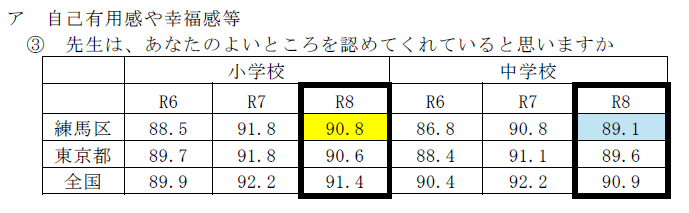 ア　自己有用感や幸福感等
③　先生は、あなたのよいところを認めてくれていると思いますか
小学校　中学校
R6　R7　R8　R6　R7　R8
練馬区　88.5　91.8　90.8　86.8　90.8　89.1
東京都　89.7　91.8　90.6　88.4　91.1　89.6
全国　89.9　92.2　91.4　90.4　92.2　90.9